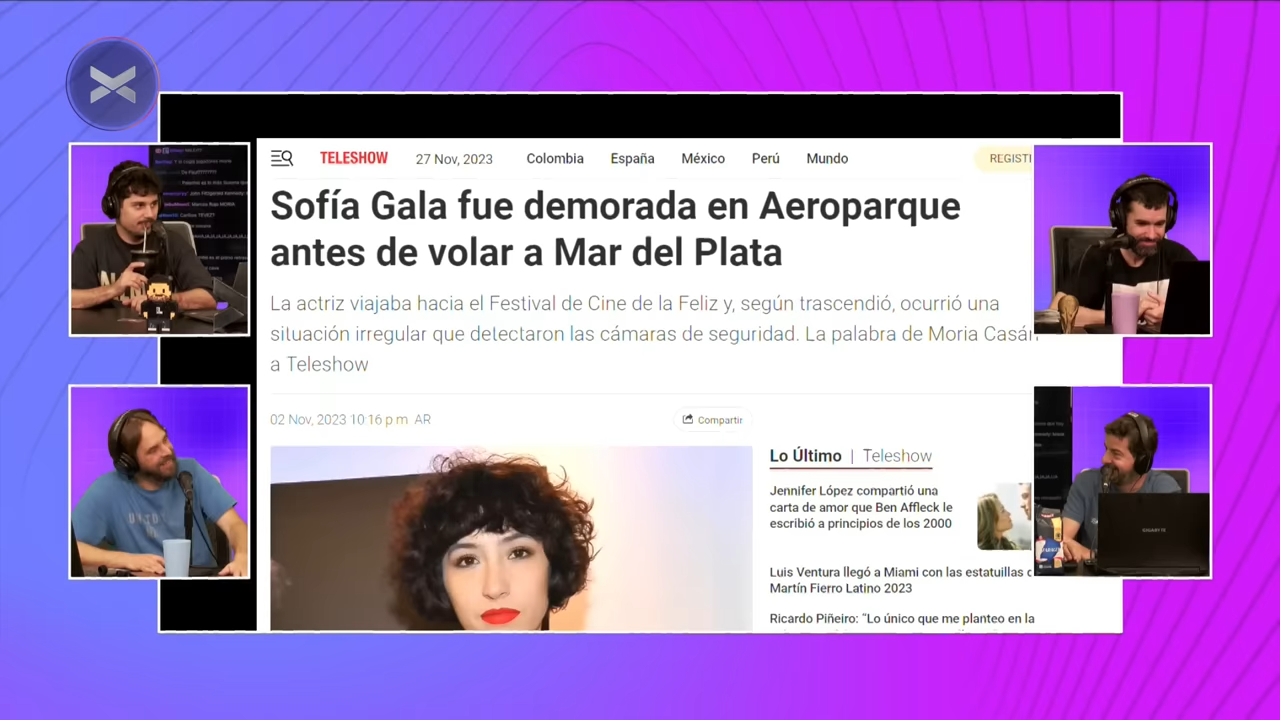 TELESHOW
27 Nov, 2023
Colombia
España
México
Perú
Mundo
REGISTI
Sofía Gala fue demorada en Aeroparque
antes de volar a Mar del Plata
La actriz viajaba hacia el Festival de Cine de la Feliz y, según trascendió, ocurrió una
situación irregular que detectaron las cámaras de seguridad. La palabra de Moria Casán
a Teleshow
02 Nov, 2023 10:16 p m AR
Compartir
Lo Último | Teleshow
Jennifer López compartió una
carta de amor que Ben Affleck le
escribió a principios de los 2000
Luis Ventura llegó a Miami con las estatuillas d
Martín Fierro Latino 2023
Ricardo Piñeiro: “Lo único que me planteo en la
GIGABYTE